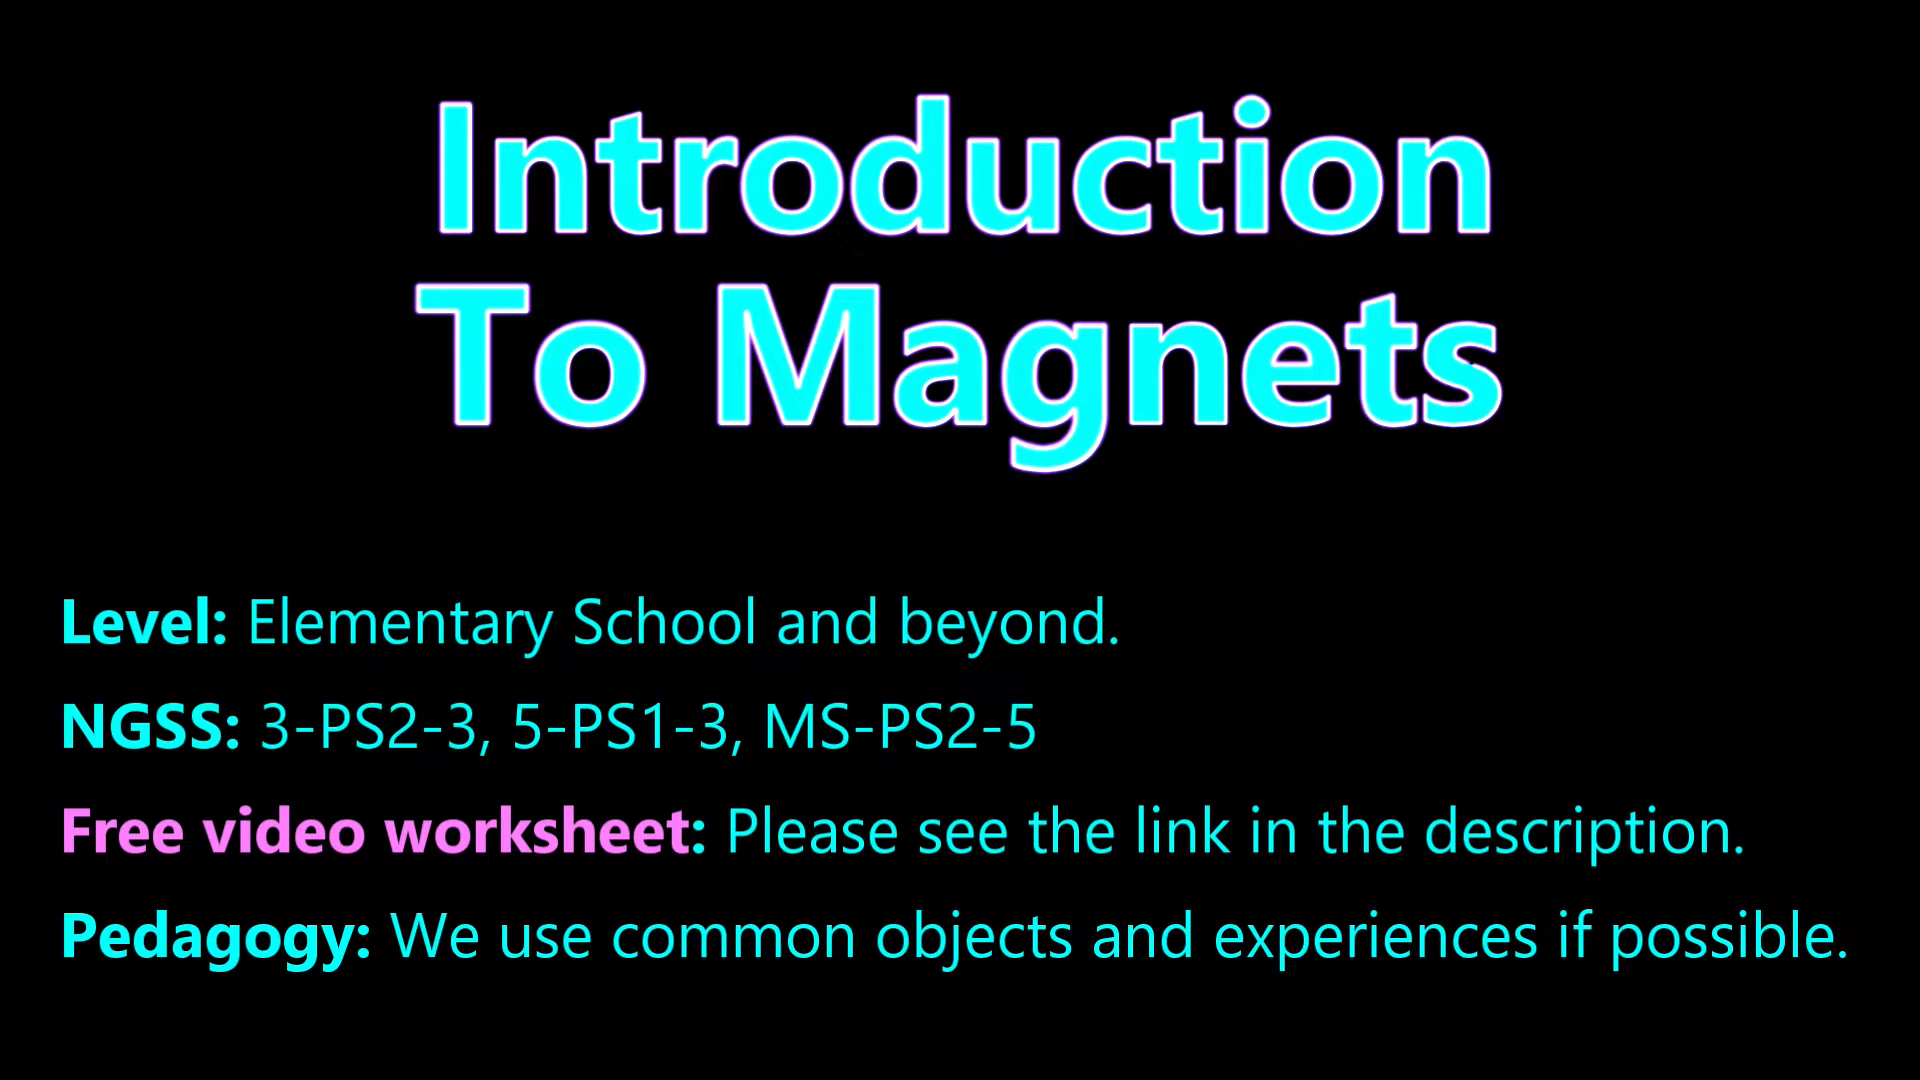 Introduction
To Magnets
Level: Elementary School and beyond.
NGSS: 3-PS2-3, 5-PS1-3, MS-PS2-5
Free video worksheet: Please see the link in the description.
Pedagogy: We use common objects and experiences if possible.